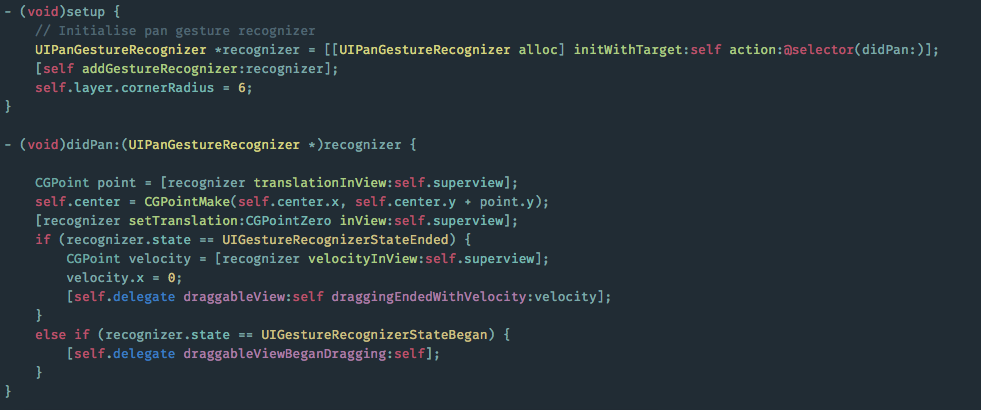 - (void)setup {
    // Initialise pan gesture recognizer
    UIPanGestureRecognizer *recognizer = [[UIPanGestureRecognizer alloc] initWithTarget:self action:@selector(didPan:)];
    [self addGestureRecognizer:recognizer];
    self.layer.cornerRadius = 6;
}

- (void)didPan:(UIPanGestureRecognizer *)recognizer {

    CGPoint point = [recognizer translationInView:self.superview];
    self.center = CGPointMake(self.center.x, self.center.y + point.y);
    [recognizer setTranslation:CGPointZero inView:self.superview];
    if (recognizer.state == UIGestureRecognizerStateEnded) {
        CGPoint velocity = [recognizer velocityInView:self.superview];
        velocity.x = 0;
        [self.delegate draggableView:self draggingEndedWithVelocity:velocity];
    }
    else if (recognizer.state == UIGestureRecognizerStateBegan) {
        [self.delegate draggableViewBeganDragging:self];
    }
}